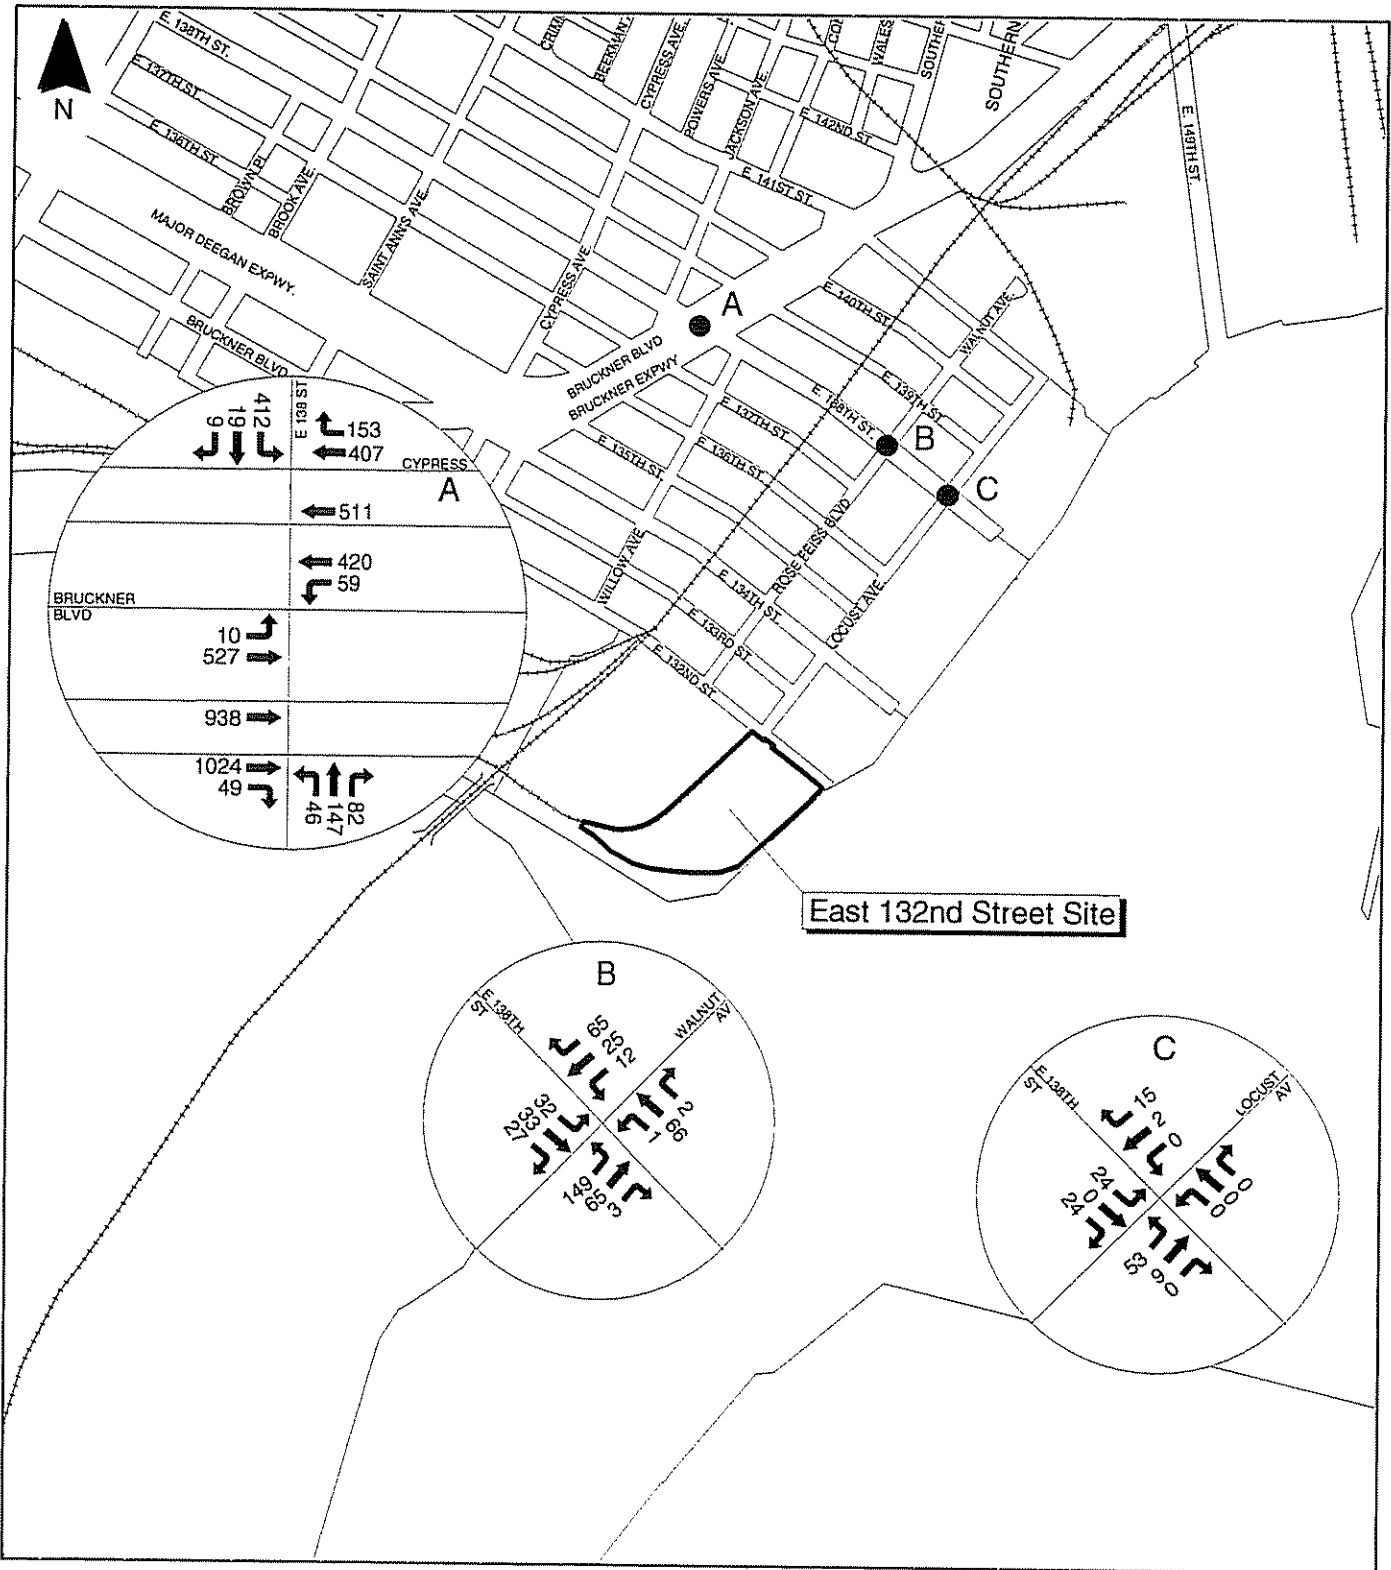 N
E. 138TH ST.
E. 137TH ST.
E. 136TH ST.
BROWN PL
BROOK AVE.
SAINT ANN'S AVE.
MAJOR DEEGAN EXPWY.
BRUCKNER BLVD.
CYPRESS AVE.
BEEKMAN
CYPRESS AVE.
POWERS AVE.
JACKSON AVE.
WALES
SOUTHER
SOUTHERN
E. 142ND ST.
E. 141ST ST.
E. 149TH ST.
A
BRUCKNER BLVD
BRUCKNER EXPWY
E. 140TH ST.
WALNUT AVE.
E. 139TH ST.
E. 138TH ST.
E. 137TH ST.
E. 136TH ST.
E. 135TH ST.
B
C
WILLOW AVE
ROSE FEISS BLVD
LOCUST AVE.
E. 134TH ST.
E. 133RD ST.
E. 132ND ST.
E 138 ST
9
19
412
153
407
CYPRESS
A
511
420
59
BRUCKNER
BLVD
10
527
938
1024
49
46
147
82
East 132nd Street Site
B
E 138TH
ST
WALNUT
AV
65
25
12
32
33
27
2
66
1
149
65
3
C
E 138TH
ST
LOCUST
AV
15
2
0
24
0
24
0
0
0
53
9
0